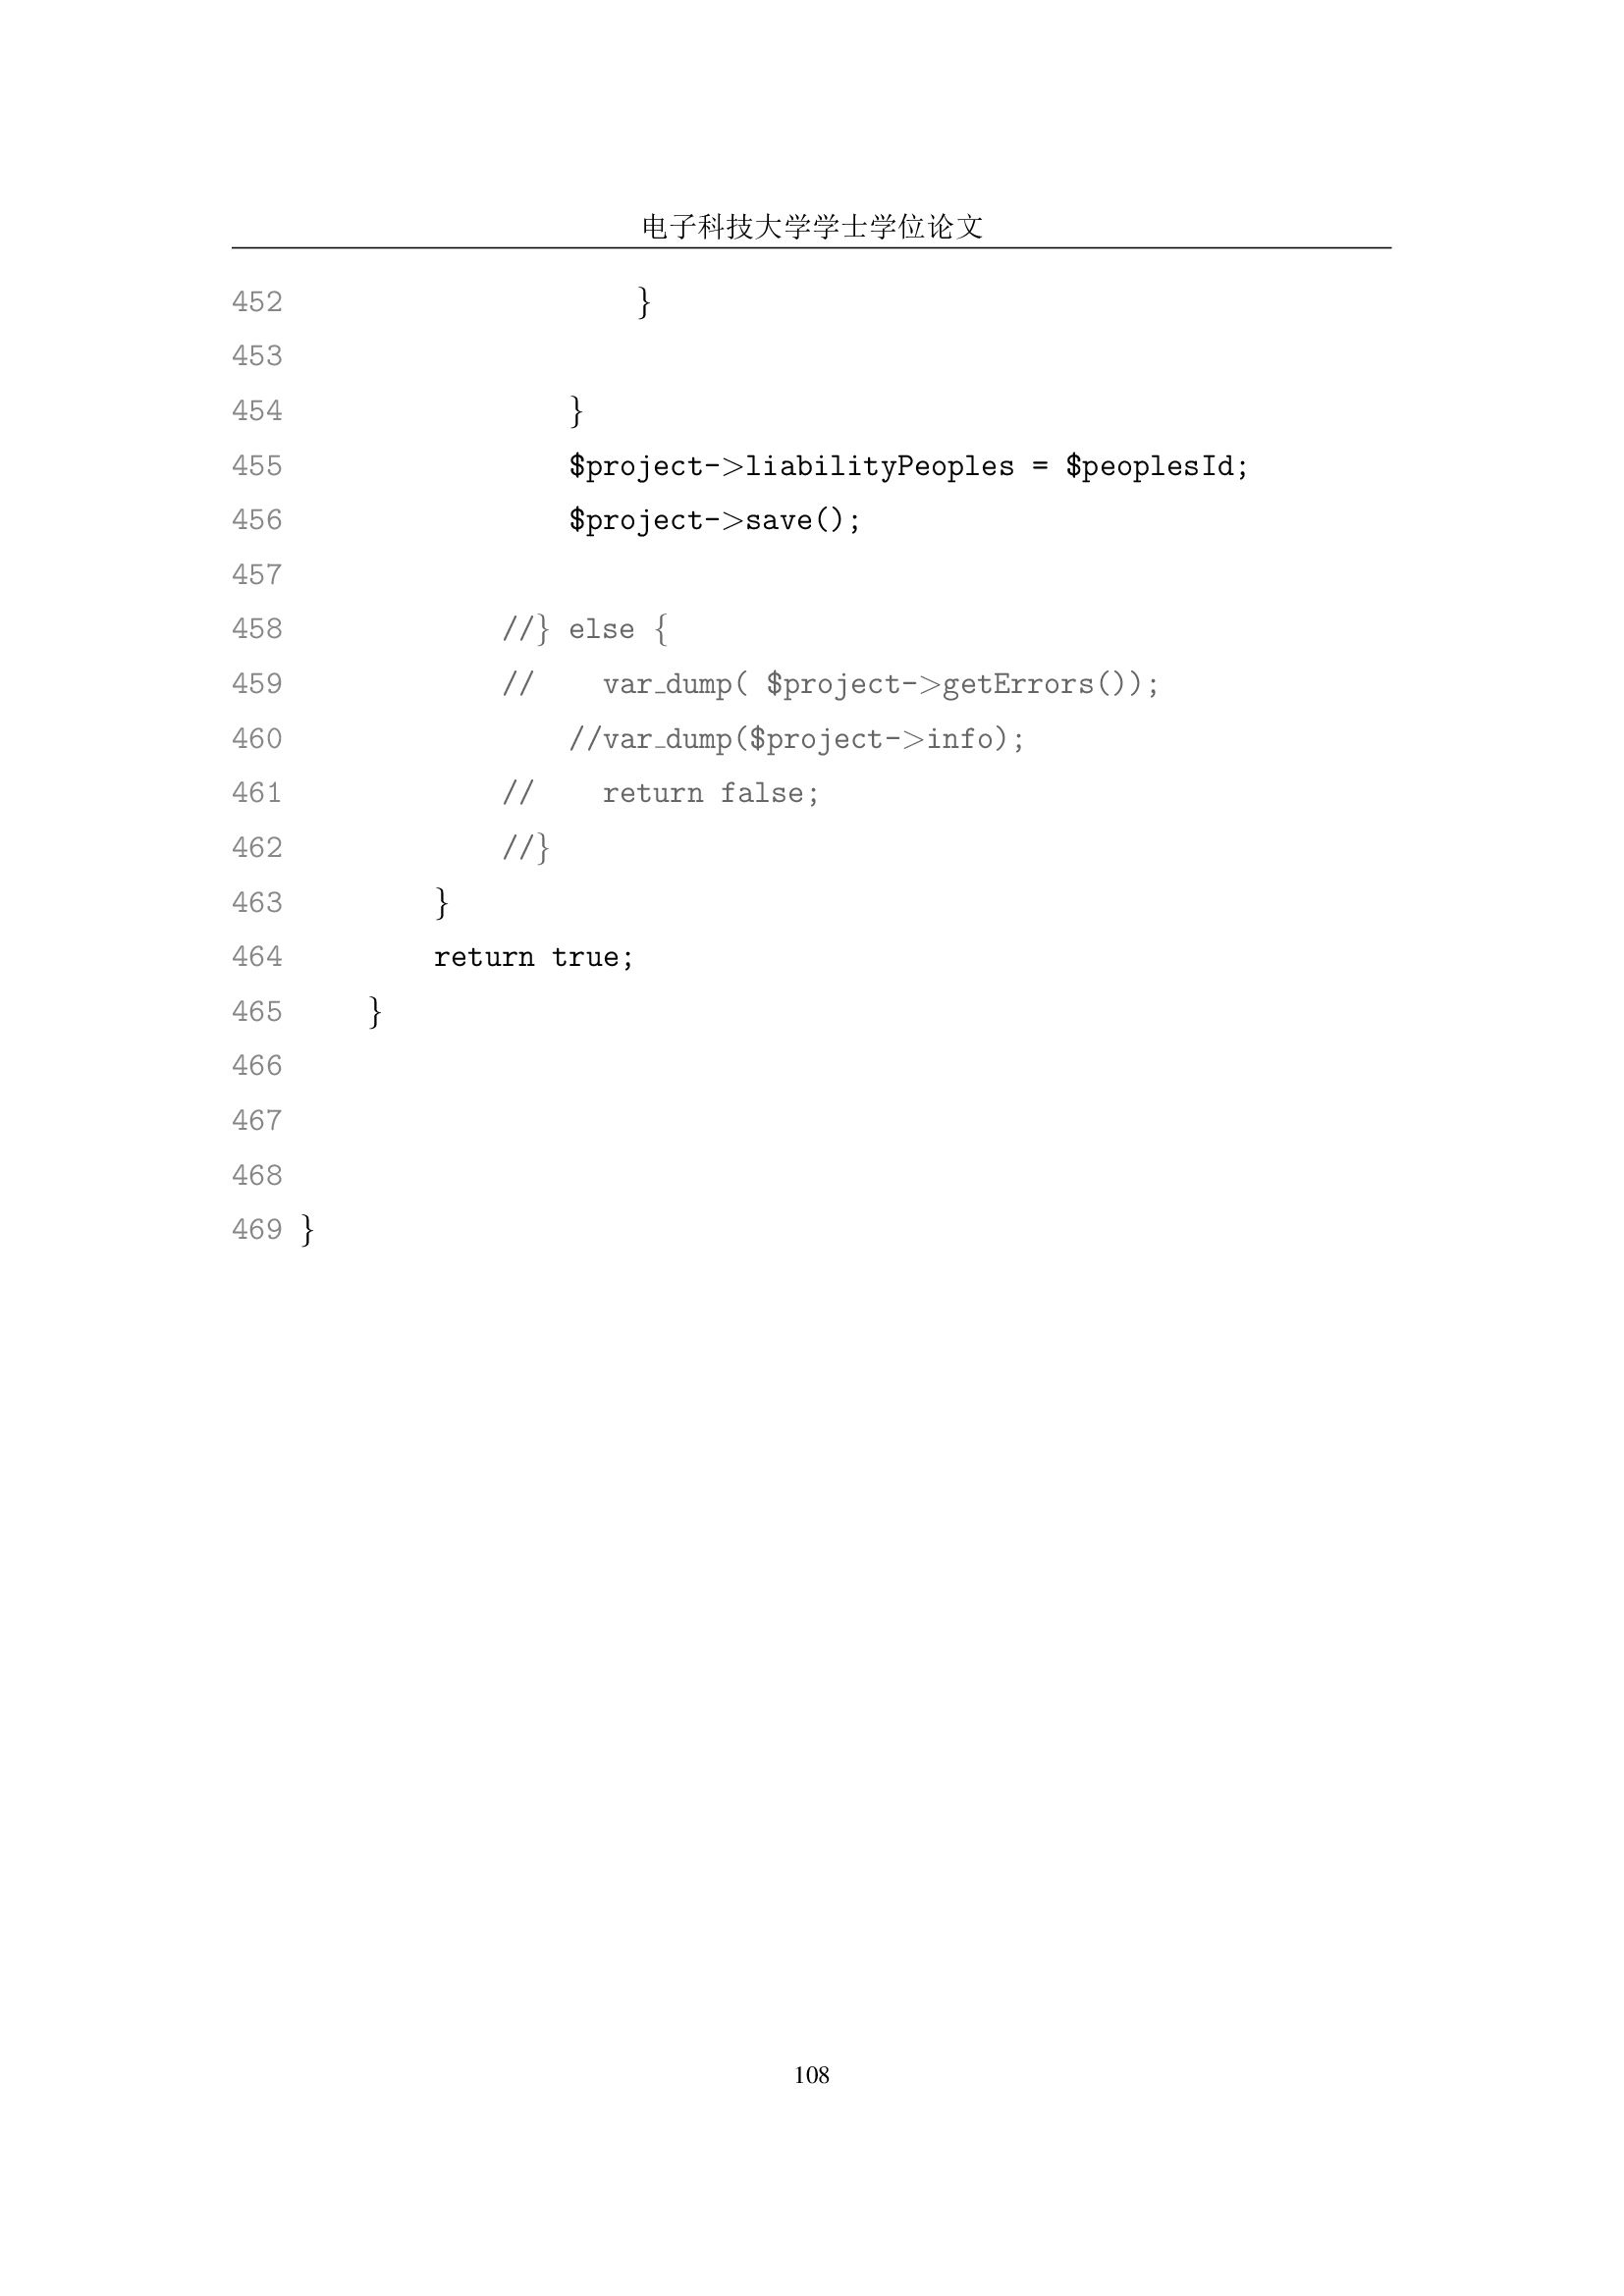 电子科技大学学士学位论文
452                     }
453
454                 }
455                 $project->liabilityPeoples = $peoplesId;
456                 $project->save();
457
458             //} else {
459             //    var_dump( $project->getErrors());
460                 //var_dump($project->info);
461             //    return false;
462             //}
463         }
464         return true;
465     }
466
467
468
469 }
108